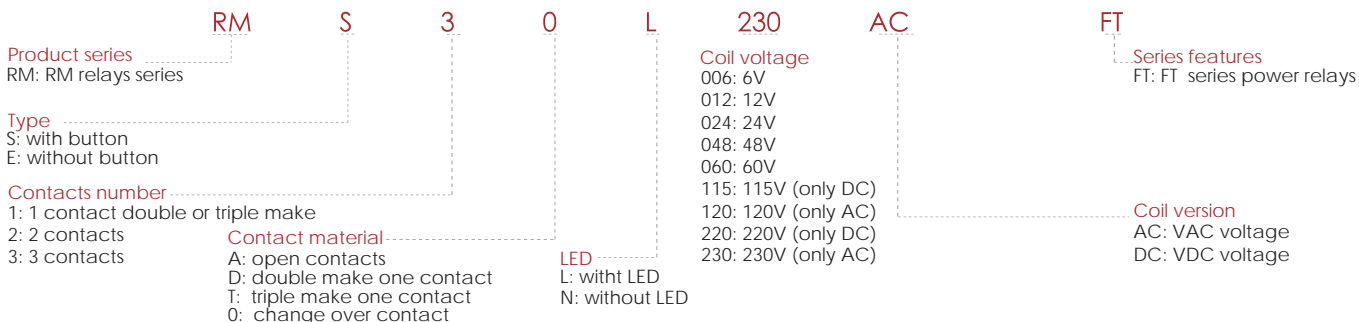 RM S 3 0 L 230 AC FT
Product series
RM: RM relays series
Type
S: with button
E: without button
Contacts number
1: 1 contact double or triple make
2: 2 contacts
3: 3 contacts
Contact material
A: open contacts
D: double make one contact
T: triple make one contact
0: change over contact
LED
L: witht LED
N: without LED
Coil voltage
006: 6V
012: 12V
024: 24V
048: 48V
060: 60V
115: 115V (only DC)
120: 120V (only AC)
220: 220V (only DC)
230: 230V (only AC)
Series features
FT: FT series power relays
Coil version
AC: VAC voltage
DC: VDC voltage